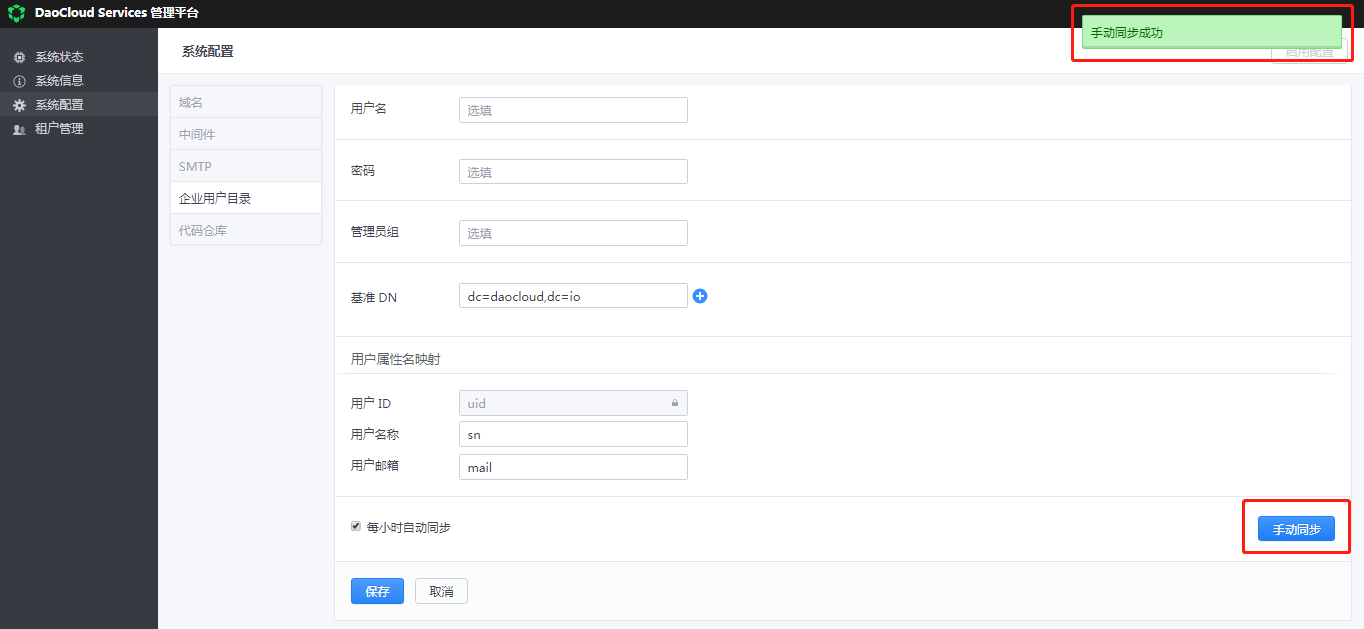 DaoCloud Services 管理平台
手动同步成功
启用配置
系统状态
系统信息
系统配置
租户管理
系统配置
域名
中间件
SMTP
企业用户目录
代码仓库
用户名 选填
密码 选填
管理员组 选填
基准 DN dc=daocloud,dc=io
用户属性名映射
用户 ID uid
用户名称 sn
用户邮箱 mail
每小时自动同步
手动同步
保存 取消